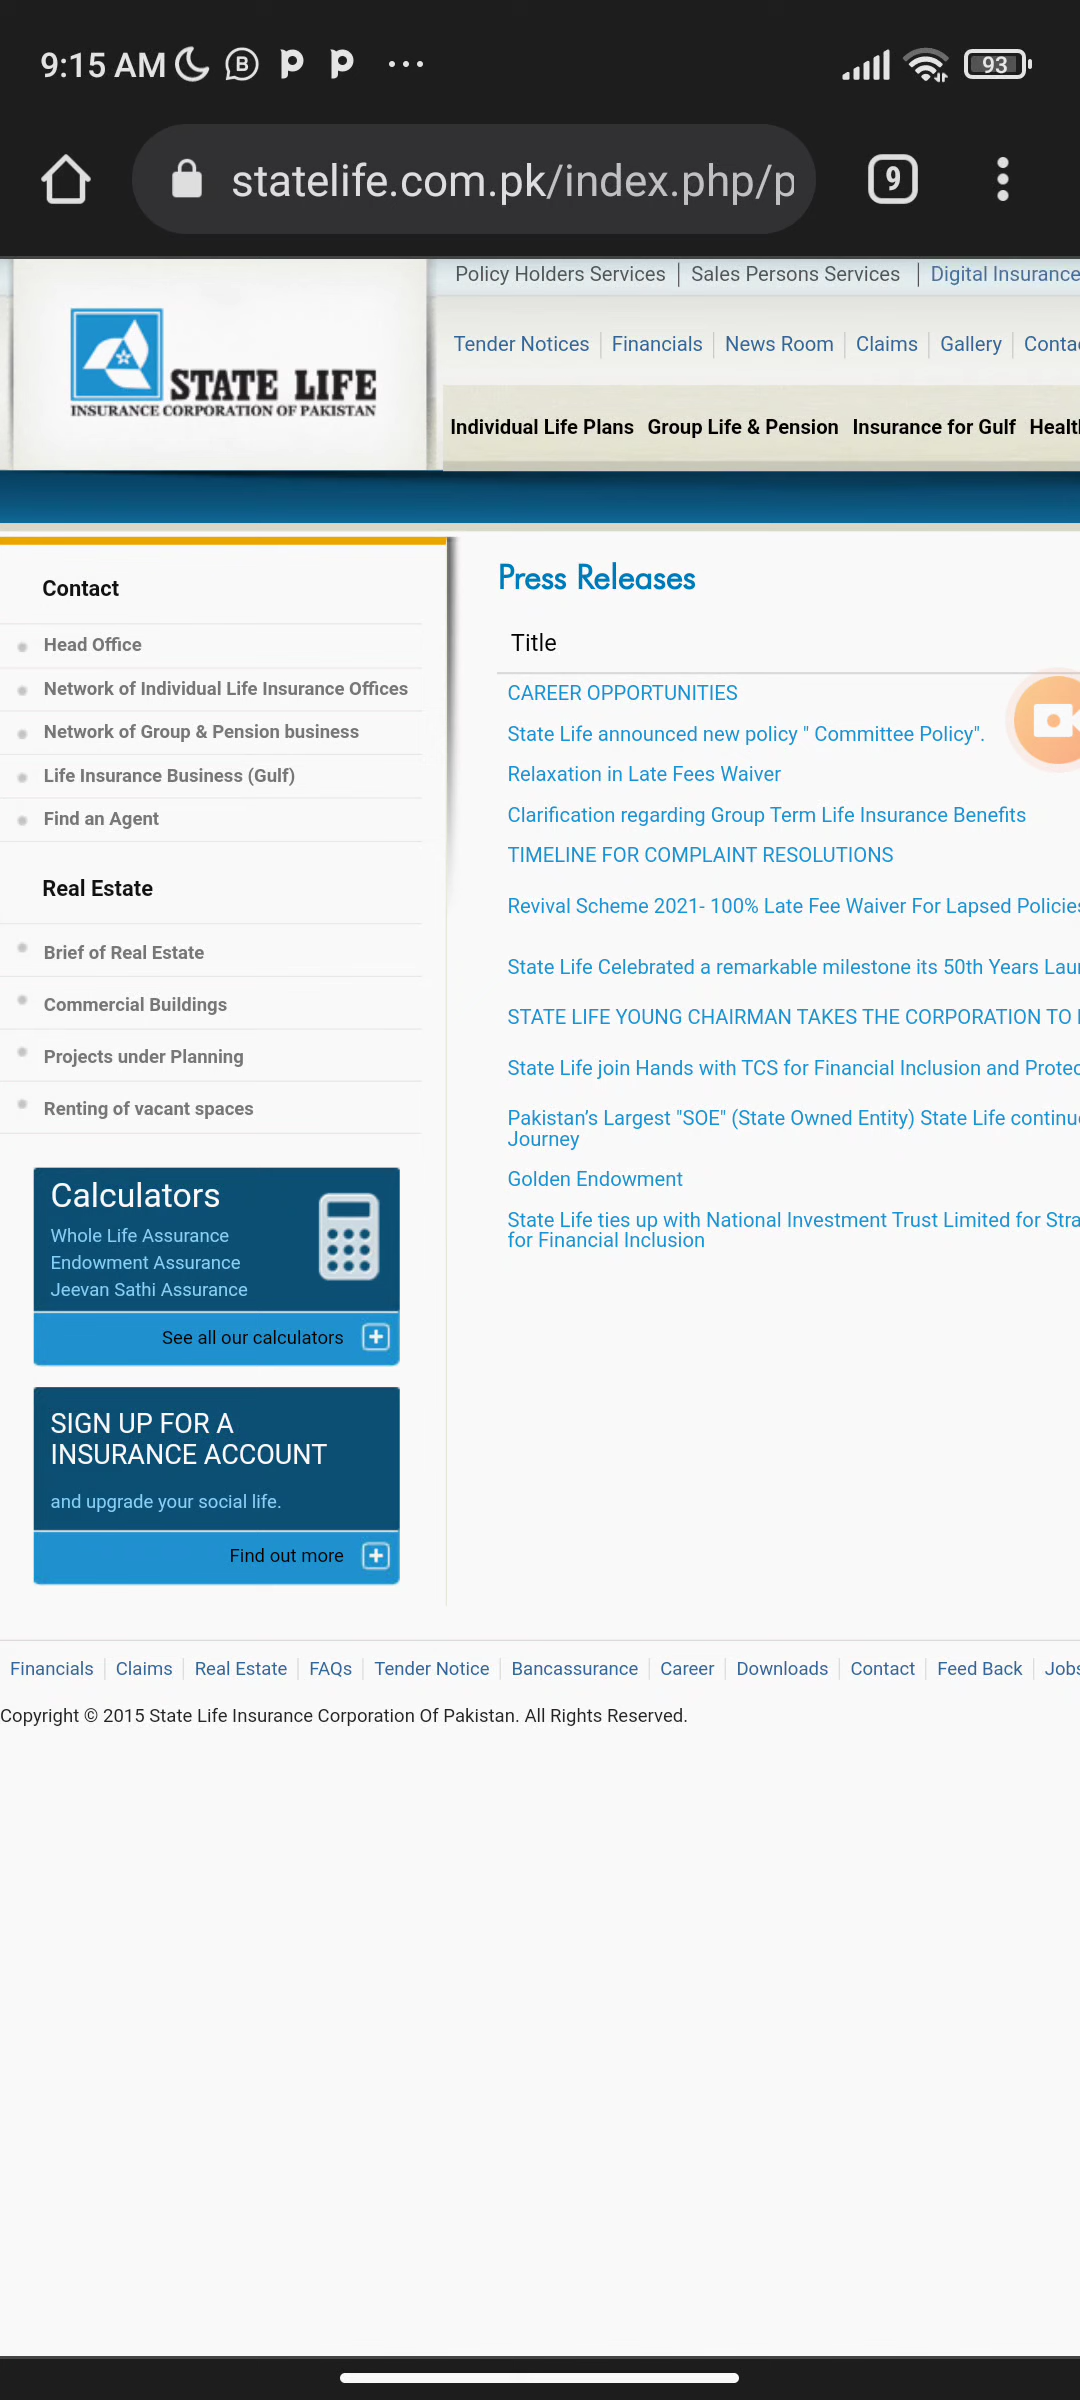 9:15 AM
93
statelife.com.pk/index.php/p
9
Policy Holders Services
Sales Persons Services
Digital Insurance
STATE LIFE
INSURANCE CORPORATION OF PAKISTAN
Tender Notices
Financials
News Room
Claims
Gallery
Individual Life Plans
Group Life & Pension
Insurance for Gulf
Contact
Head Office
Network of Individual Life Insurance Offices
Network of Group & Pension business
Life Insurance Business (Gulf)
Find an Agent
Real Estate
Brief of Real Estate
Commercial Buildings
Projects under Planning
Renting of vacant spaces
Calculators
Whole Life Assurance
Endowment Assurance
Jeevan Sathi Assurance
See all our calculators
SIGN UP FOR A
INSURANCE ACCOUNT
and upgrade your social life.
Find out more
Press Releases
Title
CAREER OPPORTUNITIES
State Life announced new policy " Committee Policy".
Relaxation in Late Fees Waiver
Clarification regarding Group Term Life Insurance Benefits
TIMELINE FOR COMPLAINT RESOLUTIONS
Revival Scheme 2021- 100% Late Fee Waiver For Lapsed Policies
State Life Celebrated a remarkable milestone its 50th Years
STATE LIFE YOUNG CHAIRMAN TAKES THE CORPORATION TO
State Life join Hands with TCS for Financial Inclusion and
Pakistan’s Largest "SOE" (State Owned Entity) State Life
Journey
Golden Endowment
State Life ties up with National Investment Trust Limited for
for Financial Inclusion
Financials
Claims
Real Estate
FAQs
Tender Notice
Bancassurance
Career
Downloads
Contact
Feed Back
Jobs
Copyright © 2015 State Life Insurance Corporation Of Pakistan. All Rights Reserved.